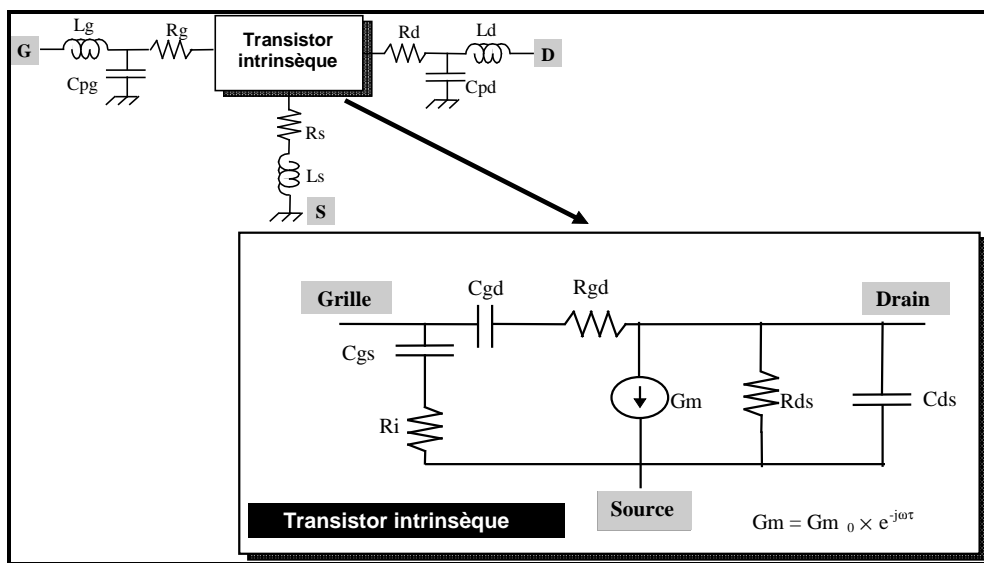 Lg
Rg
Transistor
intrinsèque
Rd
Ld
G
D
Cpg
Cpd
Rs
Ls
S
Cgd
Rgd
Grille
Drain
Cgs
Gm
Rds
Cds
Ri
Source
Transistor intrinsèque
Gm = Gm 0 × e^-jωτ